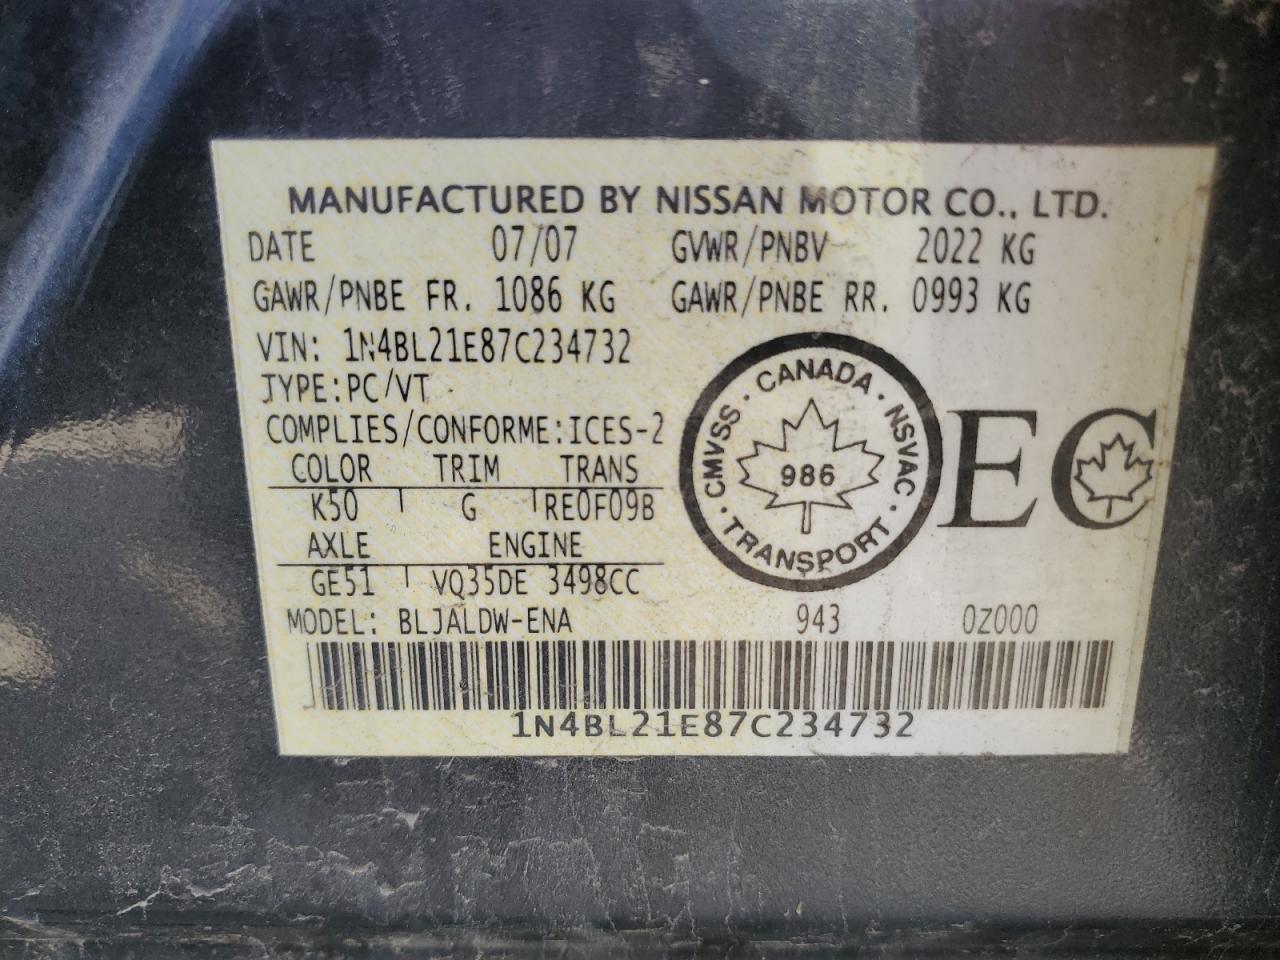 MANUFACTURED BY NISSAN MOTOR CO., LTD.
DATE 07/07 GVWR/PNBV 2022 KG
GAWR/PNBE FR. 1086 KG GAWR/PNBE RR. 0993 KG
VIN: 1N4BL21E87C234732
TYPE:PC/VT
COMPLIES/CONFORME:ICES-2
COLOR TRIM TRANS
K50 G RE0F09B
AXLE ENGINE
GE51 VQ35DE 3498CC
CMVSS · CANADA · NSVAC · TRANSPORT ·
986
EC
MODEL: BLJALDW-ENA 943 0Z000
1N4BL21E87C234732